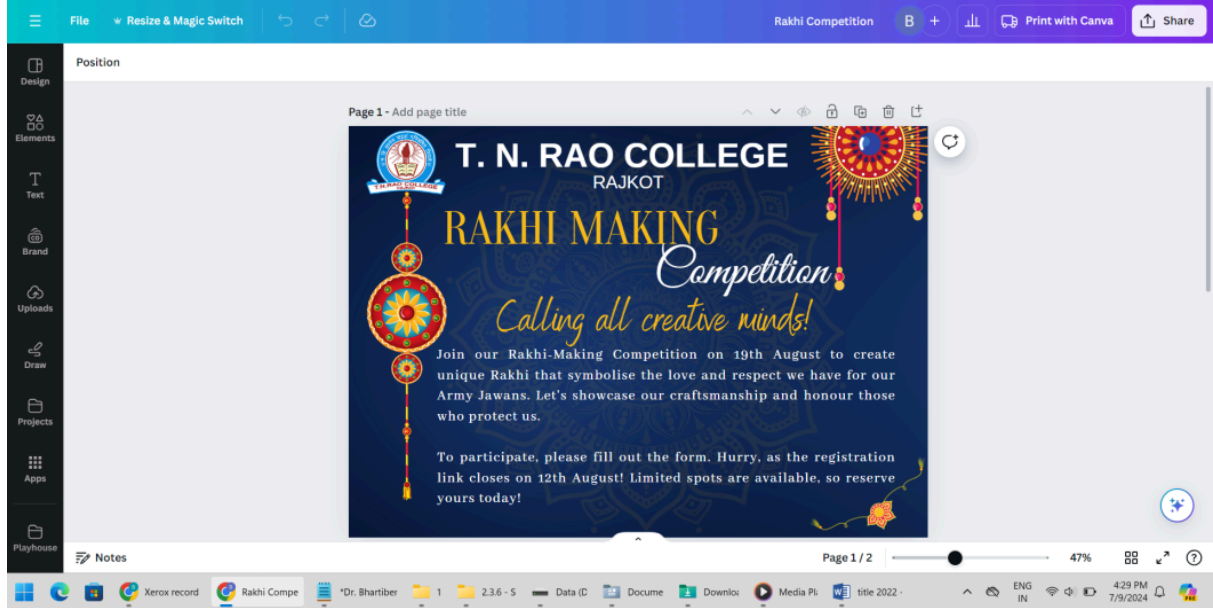 File
Resize & Magic Switch
Rakhi Competition
B
+
Print with Canva
Share
Design
Elements
Text
Brand
Uploads
Draw
Projects
Apps
Playhouse
Position
Page 1 - Add page title
T.N.RAO COLLEGE
T. N. RAO COLLEGE
RAJKOT
RAKHI MAKING
Competition
Calling all creative minds!
Join our Rakhi-Making Competition on 19th August to create
unique Rakhi that symbolise the love and respect we have for our
Army Jawans. Let's showcase our craftsmanship and honour those
who protect us.
To participate, please fill out the form. Hurry, as the registration
link closes on 12th August! Limited spots are available, so reserve
yours today!
Notes
Page 1 / 2
47%
Xerox record
Rakhi Compe
*Dr. Bhartiber
1
2.3.6 - S
Data (D
Docume
Downloa
Media Pl
title 2022 -
ENG
IN
4:29 PM
7/9/2024